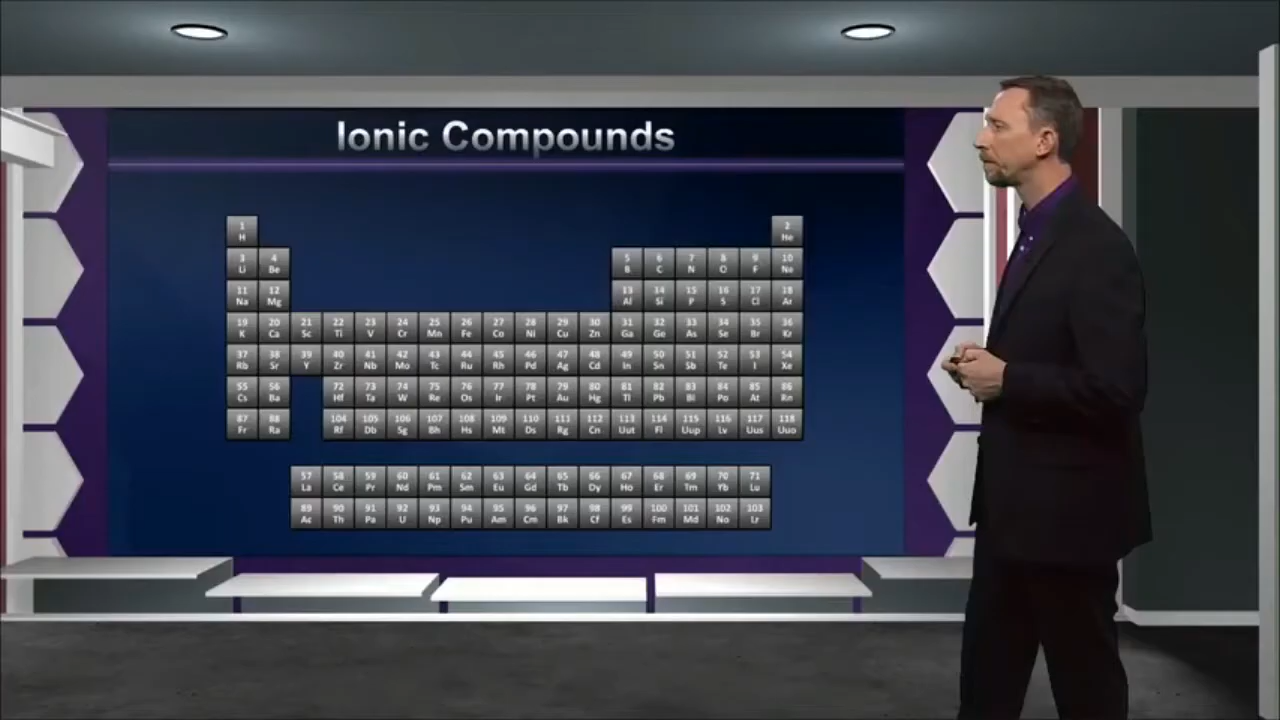 Ionic Compounds
1 2
H He
3 4 5 6 7 8 9 10
Li Be B C N O F Ne
11 12 13 14 15 16 17 18
Na Mg Al Si P S Cl Ar
19 20 21 22 23 24 25 26 27 28 29 30 31 32 33 34 35 36
K Ca Sc Ti V Cr Mn Fe Co Ni Cu Zn Ga Ge As Se Br Kr
37 38 39 40 41 42 43 44 45 46 47 48 49 50 51 52 53 54
Rb Sr Y Zr Nb Mo Tc Ru Rh Pd Ag Cd In Sn Sb Te I Xe
55 56 72 73 74 75 76 77 78 79 80 81 82 83 84 85 86
Cs Ba Hf Ta W Re Os Ir Pt Au Hg Tl Pb Bi Po At Rn
87 88 104 105 106 107 108 109 110 111 112 113 114 115 116 117 118
Fr Ra Rf Db Sg Bh Hs Mt Ds Rg Cn Uut Fl Uup Lv Uus Uuo
57 58 59 60 61 62 63 64 65 66 67 68 69 70 71
La Ce Pr Nd Pm Sm Eu Gd Tb Dy Ho Er Tm Yb Lu
89 90 91 92 93 94 95 96 97 98 99 100 101 102 103
Ac Th Pa U Np Pu Am Cm Bk Cf Es Fm Md No Lr